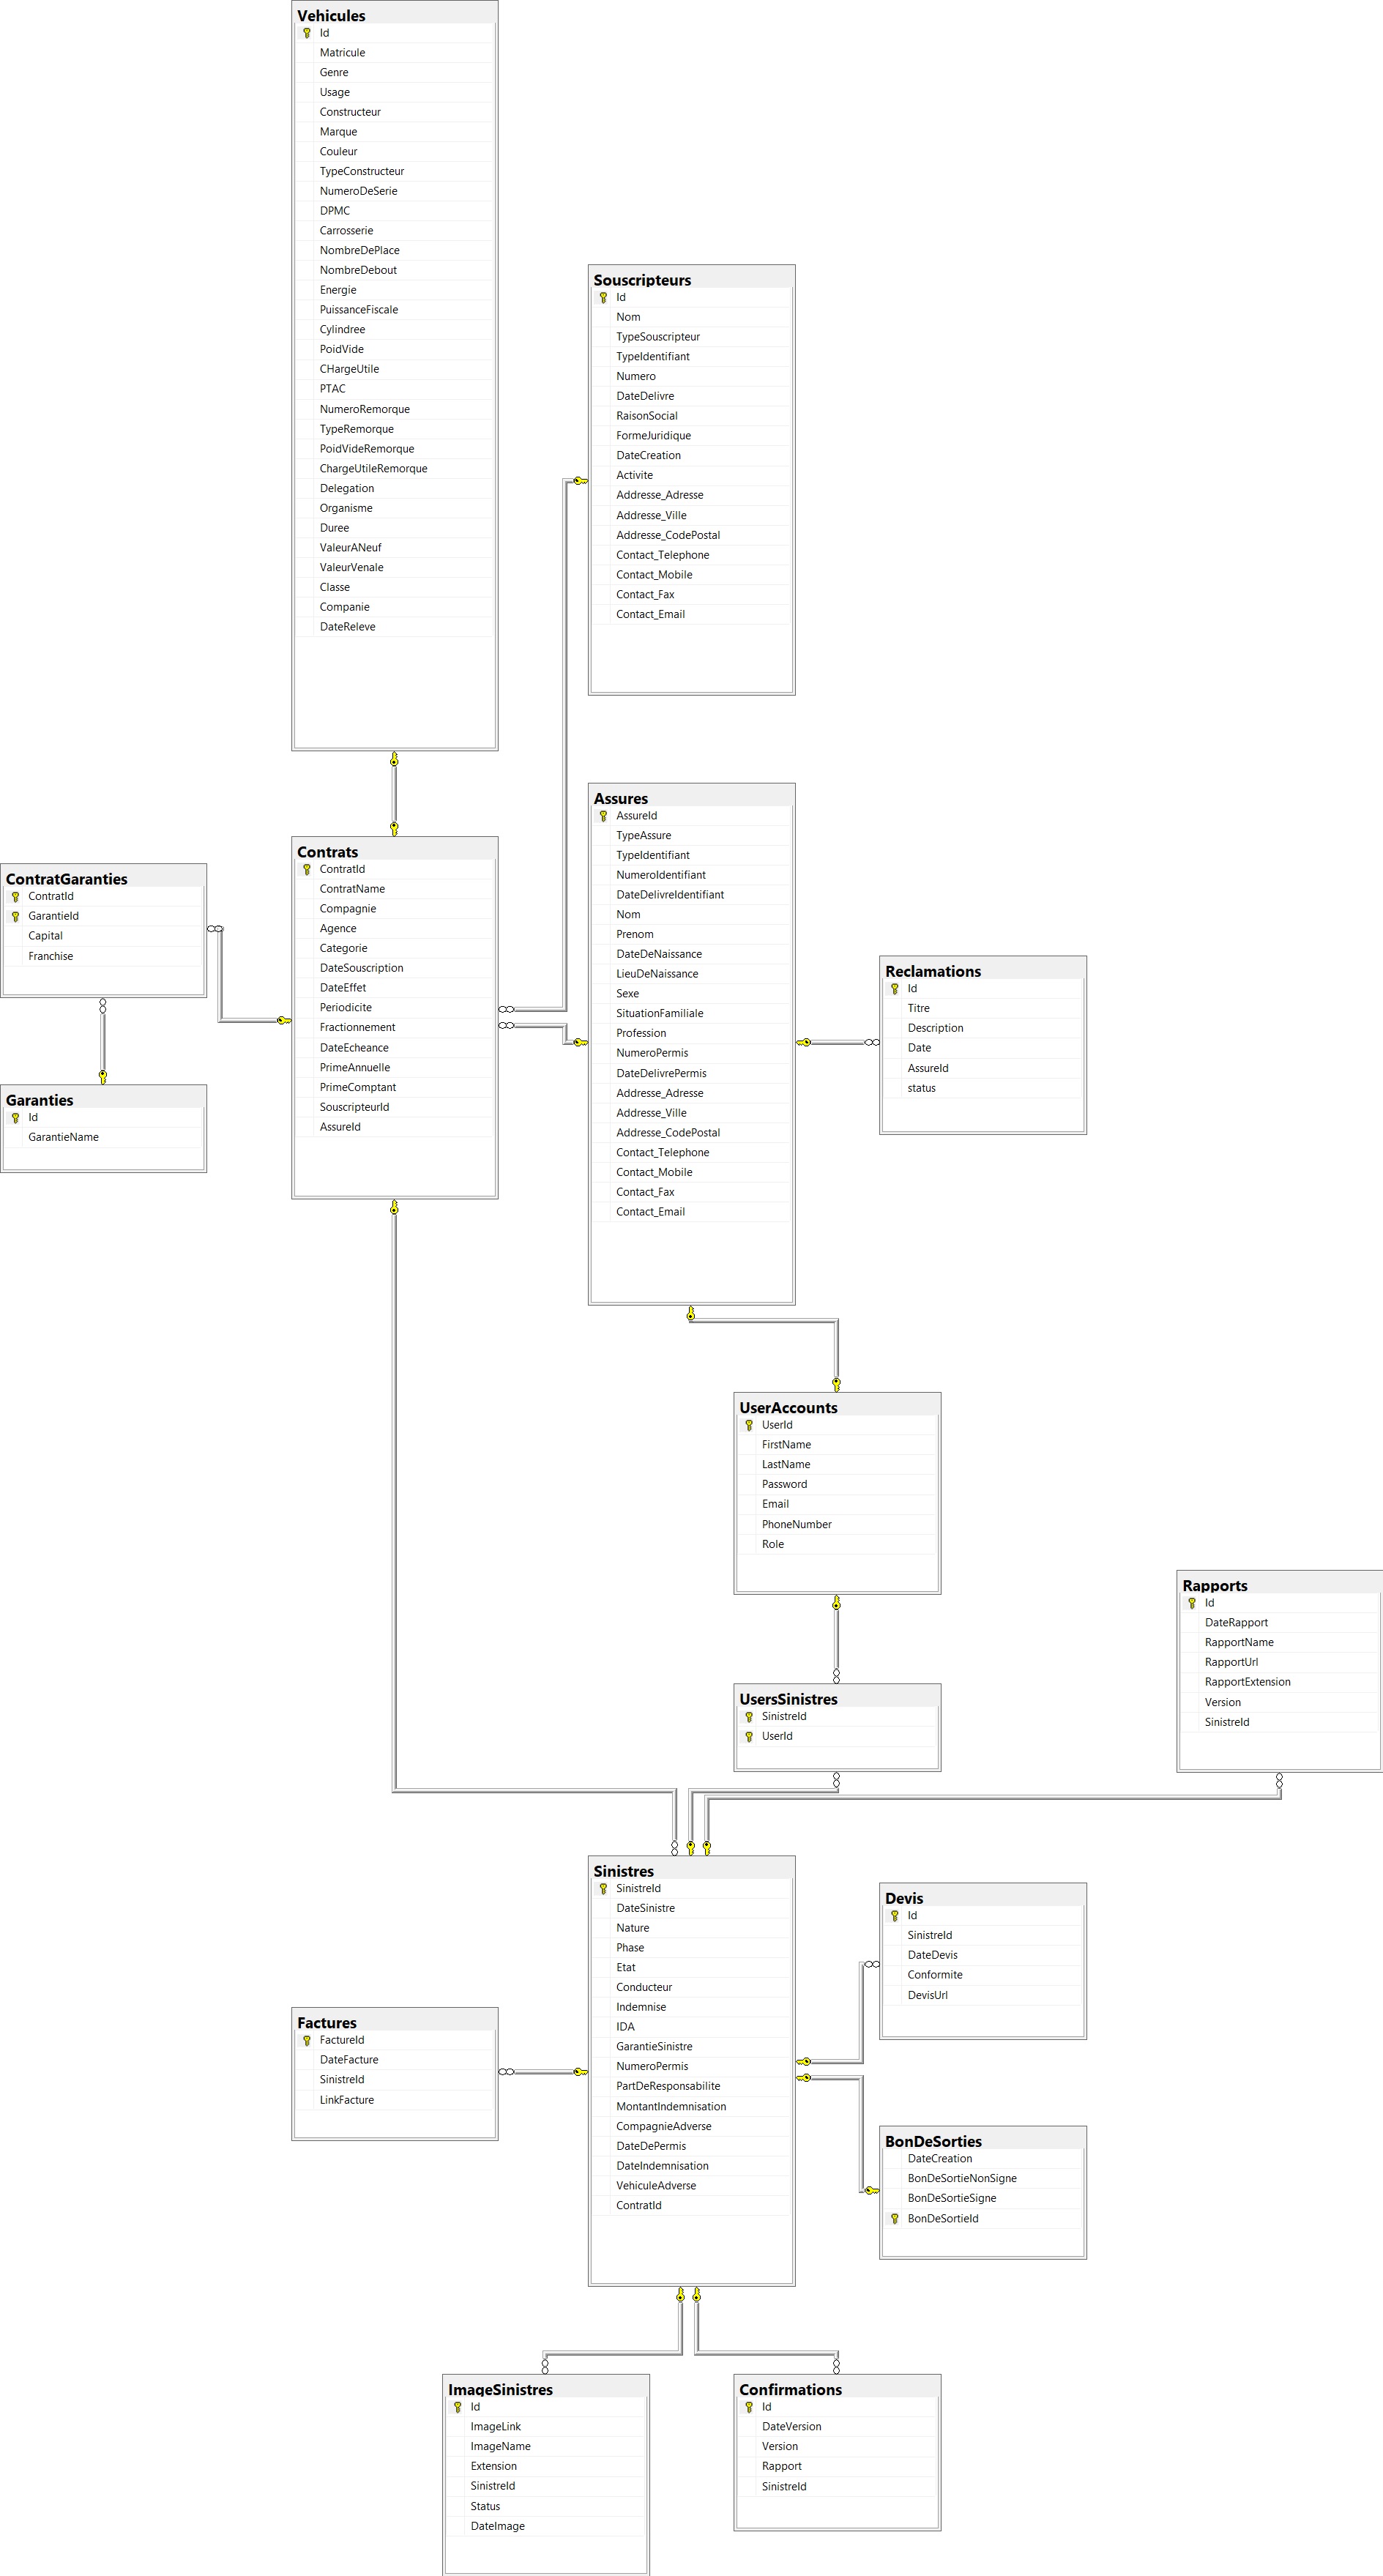 Vehicules
Id
Matricule
Genre
Usage
Constructeur
Marque
Couleur
TypeConstructeur
NumeroDeSerie
DPMC
Carrosserie
NombreDePlace
NombreDebout
Energie
PuissanceFiscale
Cylindree
PoidVide
CHargeUtile
PTAC
NumeroRemorque
TypeRemorque
PoidVideRemorque
ChargeUtileRemorque
Delegation
Organisme
Duree
ValeurANeuf
ValeurVenale
Classe
Companie
DateReleve
Souscripteurs
Id
Nom
TypeSouscripteur
TypeIdentifiant
Numero
DateDelivre
RaisonSocial
FormeJuridique
DateCreation
Activite
Addresse_Adresse
Addresse_Ville
Addresse_CodePostal
Contact_Telephone
Contact_Mobile
Contact_Fax
Contact_Email
ContratGaranties
ContratId
GarantieId
Capital
Franchise
Garanties
Id
GarantieName
Contrats
ContratId
ContratName
Compagnie
Agence
Categorie
DateSouscription
DateEffet
Periodicite
Fractionnement
DateEcheance
PrimeAnnuelle
PrimeComptant
SouscripteurId
AssureId
Assures
AssureId
TypeAssure
TypeIdentifiant
NumeroIdentifiant
DateDelivreIdentifiant
Nom
Prenom
DateDeNaissance
LieuDeNaissance
Sexe
SituationFamiliale
Profession
NumeroPermis
DateDelivrePermis
Addresse_Adresse
Addresse_Ville
Addresse_CodePostal
Contact_Telephone
Contact_Mobile
Contact_Fax
Contact_Email
Reclamations
Id
Titre
Description
Date
AssureId
status
UserAccounts
UserId
FirstName
LastName
Password
Email
PhoneNumber
Role
UsersSinistres
SinistreId
UserId
Rapports
Id
DateRapport
RapportName
RapportUrl
RapportExtension
Version
SinistreId
Sinistres
SinistreId
DateSinistre
Nature
Phase
Etat
Conducteur
Indemnise
IDA
GarantieSinistre
NumeroPermis
PartDeResponsabilite
MontantIndemnisation
CompagnieAdverse
DateDePermis
DateIndemnisation
VehiculeAdverse
ContratId
Devis
Id
SinistreId
DateDevis
Conformite
DevisUrl
Factures
FactureId
DateFacture
SinistreId
LinkFacture
BonDeSorties
DateCreation
BonDeSortieNonSigne
BonDeSortieSigne
BonDeSortieId
ImageSinistres
Id
ImageLink
ImageName
Extension
SinistreId
Status
DateImage
Confirmations
Id
DateVersion
Version
Rapport
SinistreId